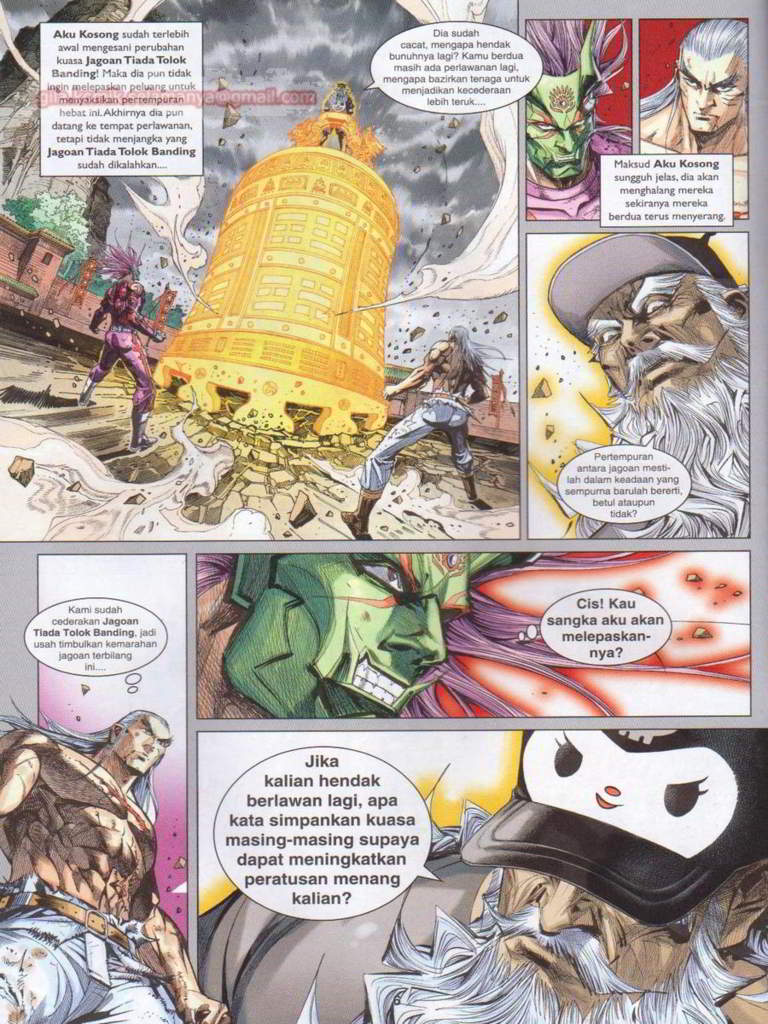 Aku Kosong sudah terlebih
awal mengesani perubahan
kuasa Jagoan Tiada Tolok
Banding! Maka dia pun tidak
ingin melepaskan peluang untuk
menyaksikan pertempuran
hebat ini. Akhirnya dia pun
datang ke tempat perlawanan,
tetapi tidak menjangka yang
Jagoan Tiada Tolok Banding
sudah dikalahkan....
Dia sudah
cacat, mengapa hendak
bunuhnya lagi? Kamu berdua
masih ada perlawanan lagi,
mengapa bazirkan tenaga untuk
menjadikan kecederaan
lebih teruk....
Maksud Aku Kosong
sungguh jelas, dia akan
menghalang mereka
sekiranya mereka
berdua terus menyerang.
Pertempuran
antara jagoan mesti-
lah dalam keadaan yang
sempurna barulah bererti,
betul ataupun
tidak?
Kami sudah
cederakan Jagoan
Tiada Tolok Banding, jadi
usah timbulkan kemarahan
jagoan terbilang
ini....
Cis! Kau
sangka aku akan
melepaskan-
nya?
Jika
kalian hendak
berlawan lagi, apa
kata simpankan kuasa
masing-masing supaya
dapat meningkatkan
peratusan menang
kalian?